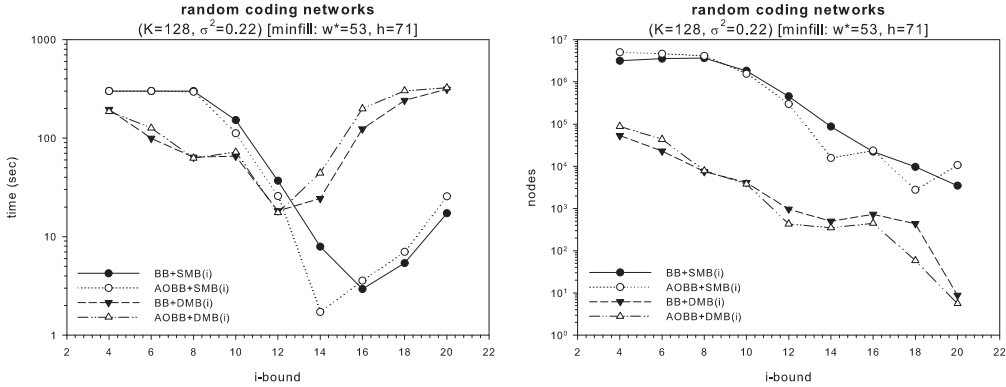 random coding networks
(K=128, σ²=0.22) [minfill: w*=53, h=71]
1000
100
10
1
time (sec)
BB+SMB(i)
AOBB+SMB(i)
BB+DMB(i)
AOBB+DMB(i)
2 4 6 8 10 12 14 16 18 20 22
i-bound
random coding networks
(K=128, σ²=0.22) [minfill: w*=53, h=71]
10⁷
10⁶
10⁵
10⁴
10³
10²
10¹
10⁰
nodes
BB+SMB(i)
AOBB+SMB(i)
BB+DMB(i)
AOBB+DMB(i)
2 4 6 8 10 12 14 16 18 20 22
i-bound